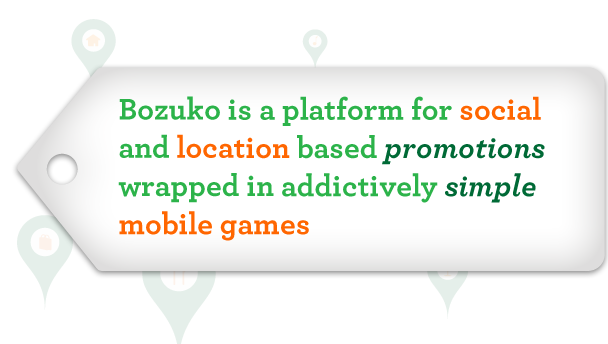 Bozuko is a platform for social
and location based promotions
wrapped in addictively simple
mobile games